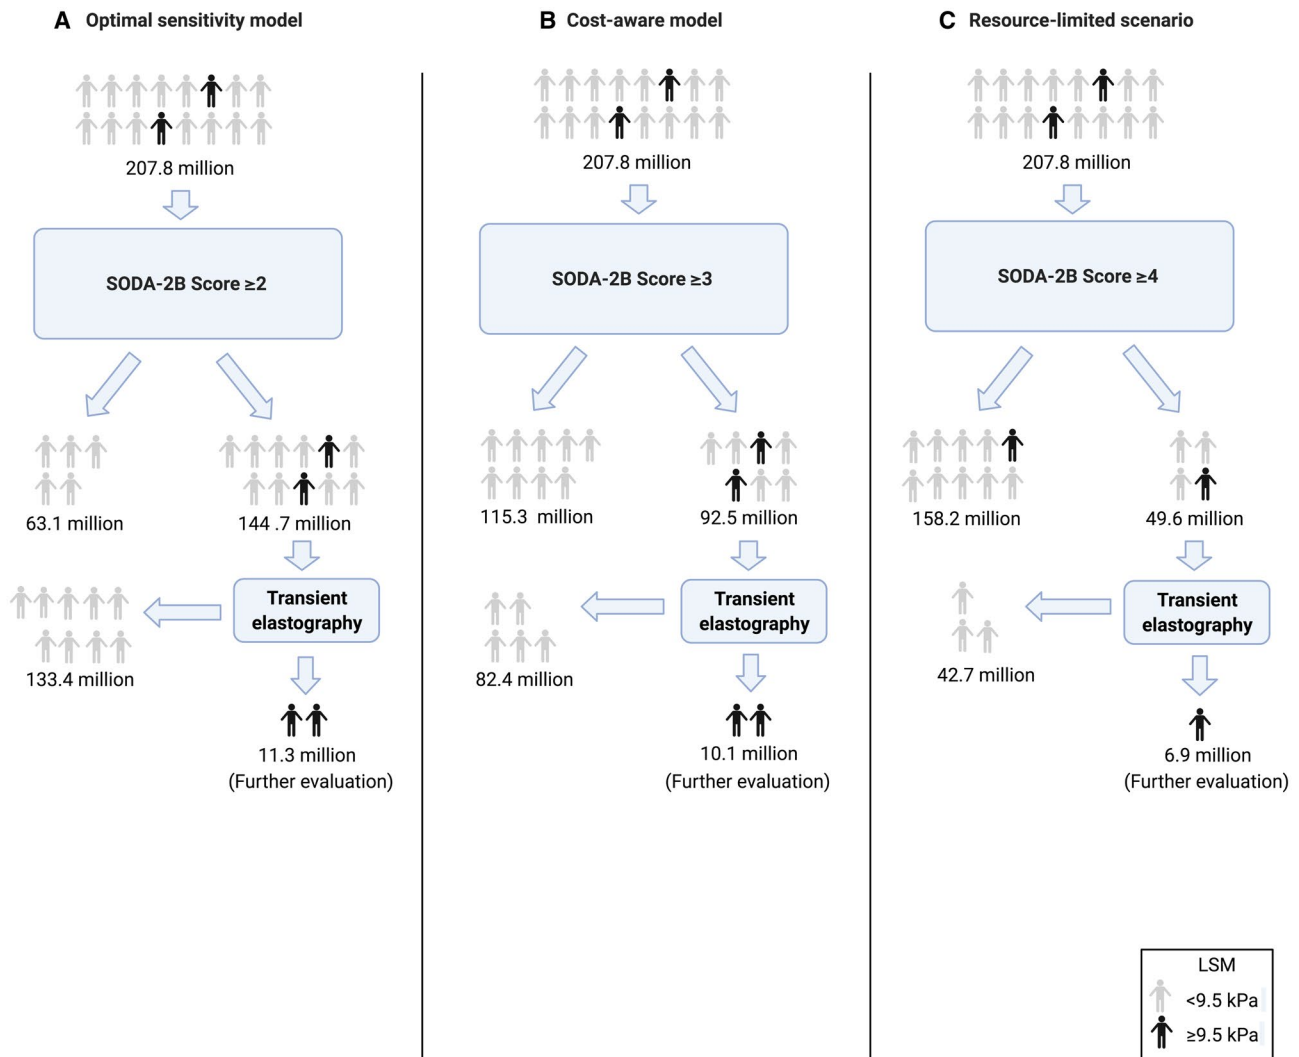 A Optimal sensitivity model
207.8 million
SODA-2B Score ≥2
63.1 million
144 .7 million
Transient
elastography
133.4 million
11.3 million
(Further evaluation)
B Cost-aware model
207.8 million
SODA-2B Score ≥3
115.3 million
92.5 million
Transient
elastography
82.4 million
10.1 million
(Further evaluation)
C Resource-limited scenario
207.8 million
SODA-2B Score ≥4
158.2 million
49.6 million
Transient
elastography
42.7 million
6.9 million
(Further evaluation)
LSM
<9.5 kPa
≥9.5 kPa